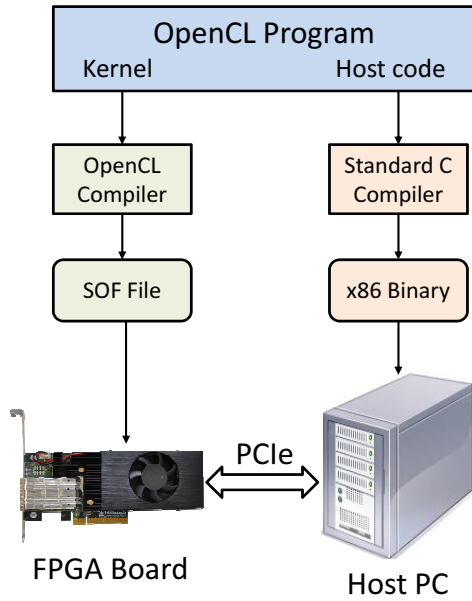 OpenCL Program
Kernel
Host code
OpenCL
Compiler
Standard C
Compiler
SOF File
x86 Binary
PCIe
FPGA Board
Host PC